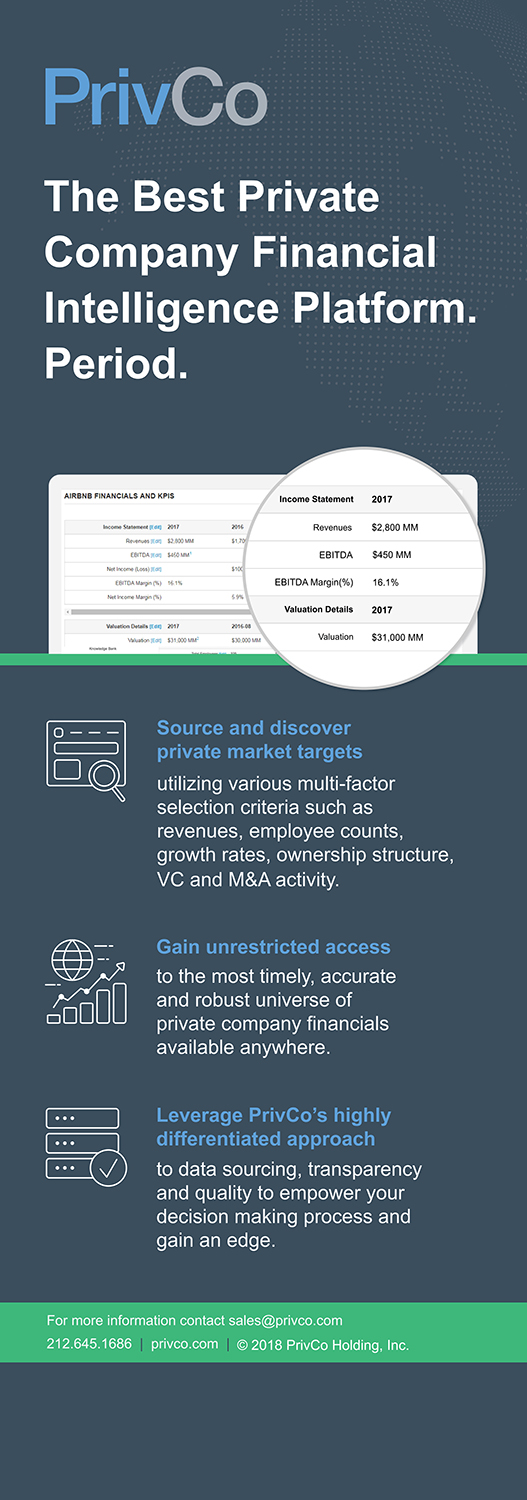 PrivCo
The Best Private
Company Financial
Intelligence Platform.
Period.
AIRBNB FINANCIALS AND KPIS
Income Statement [Edit] 2017 2016
Revenues [Edit] $2,800 MM
EBITDA [Edit] $450 MM
Net Income (Loss) [Edit]
EBITDA Margin (%) 16.1%
Net Income Margin (%) 5.9%
Valuation Details [Edit] 2017 2016-08
Valuation [Edit] $31,000 MM $30,000 MM
Knowledge Bank
Income Statement 2017
Revenues $2,800 MM
EBITDA $450 MM
EBITDA Margin(%) 16.1%
Valuation Details 2017
Valuation $31,000 MM
Source and discover
private market targets
utilizing various multi-factor
selection criteria such as
revenues, employee counts,
growth rates, ownership structure,
VC and M&A activity.
Gain unrestricted access
to the most timely, accurate
and robust universe of
private company financials
available anywhere.
Leverage PrivCo's highly
differentiated approach
to data sourcing, transparency
and quality to empower your
decision making process and
gain an edge.
For more information contact sales@privco.com
212.645.1686 | privco.com | © 2018 PrivCo Holding, Inc.